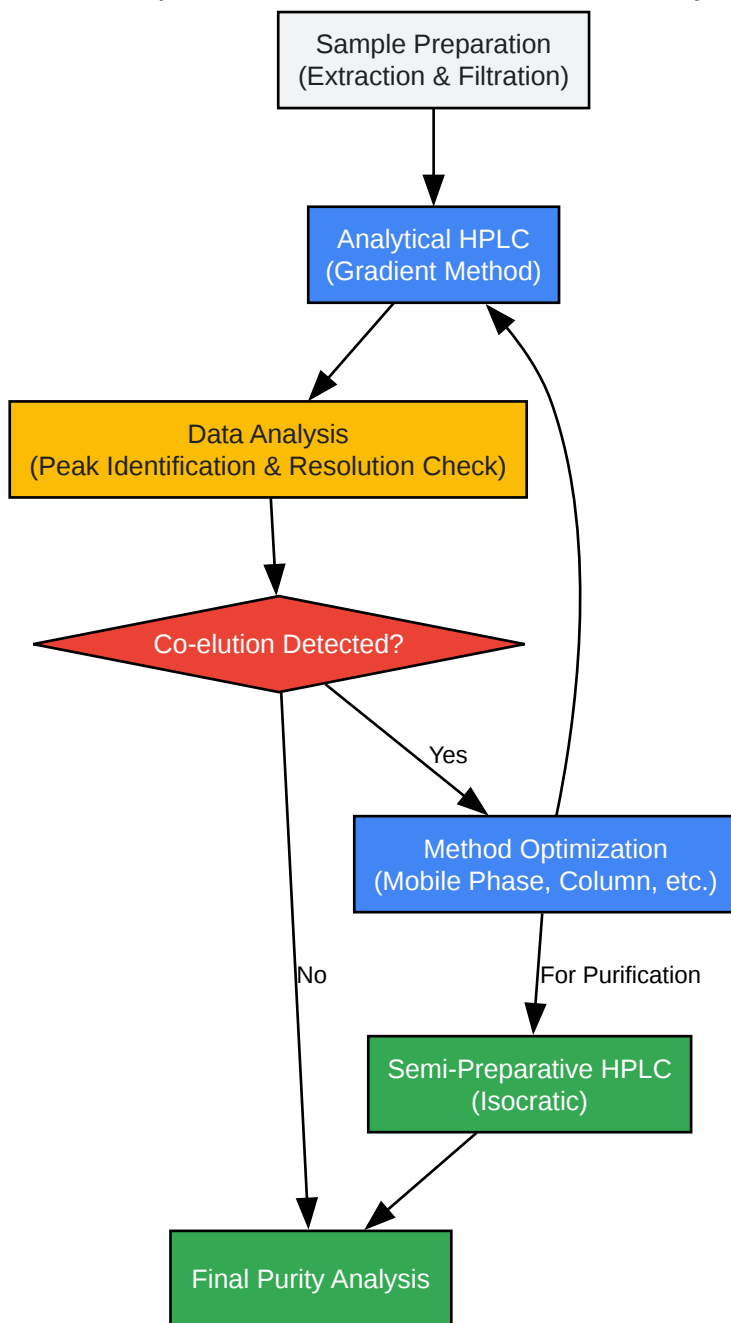 Sample Preparation
(Extraction & Filtration)
Analytical HPLC
(Gradient Method)
Data Analysis
(Peak Identification & Resolution Check)
Co-elution Detected?
Yes
Method Optimization
(Mobile Phase, Column, etc.)
No
For Purification
Semi-Preparative HPLC
(Isocratic)
Final Purity Analysis